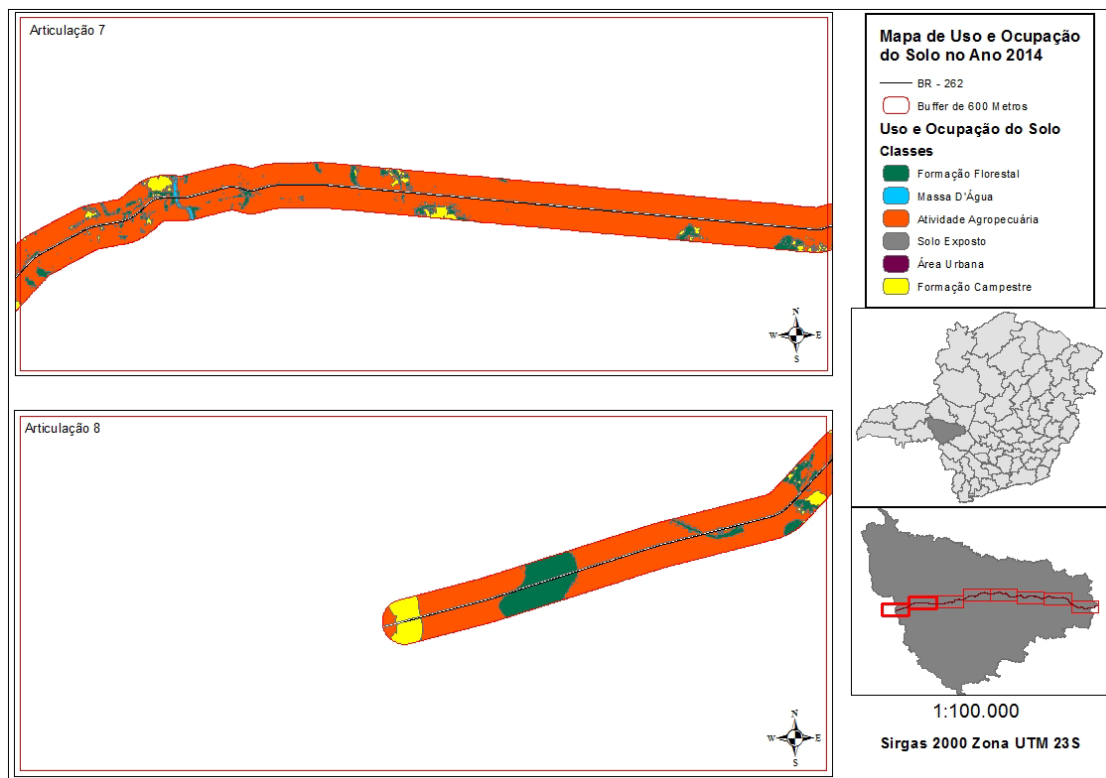 Articulação 7
N
W E
S
Articulação 8
N
W E
S
Mapa de Uso e Ocupação
do Solo no Ano 2014
BR - 262
Buffer de 600 Metros
Uso e Ocupação do Solo
Classes
Formação Florestal
Massa D'Água
Atividade Agropecuária
Solo Exposto
Área Urbana
Formação Campestre
1:100.000
Sirgas 2000 Zona UTM 23S